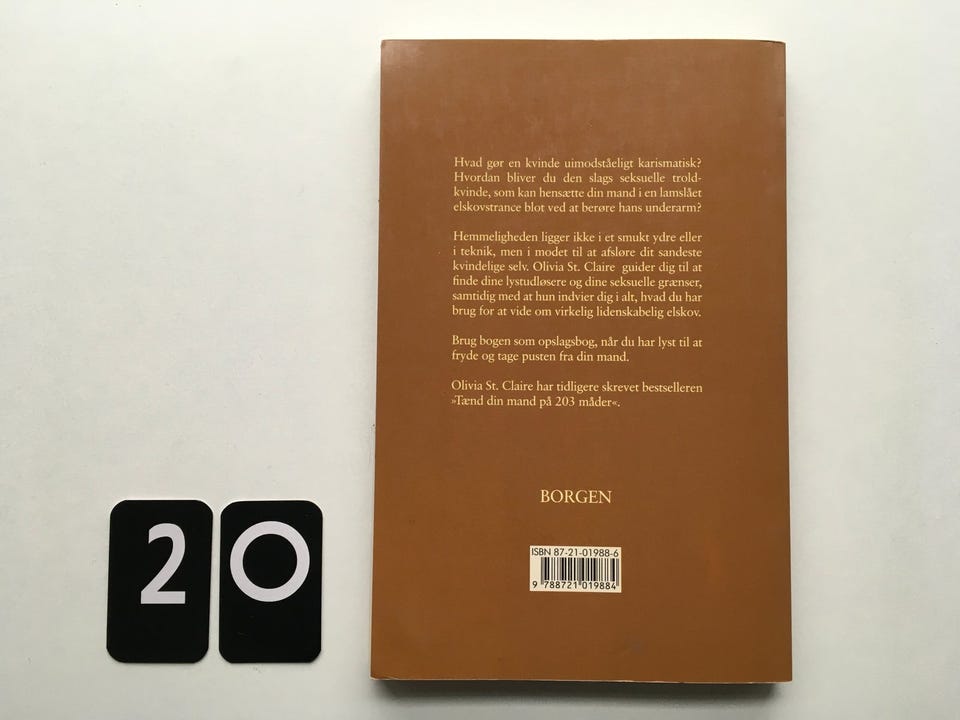 Hvad gør en kvinde uimodståeligt karismatisk?
Hvordan bliver du den slags seksuelle trold-
kvinde, som kan hensætte din mand i en lamslået
elskovstrance blot ved at berøre hans underarm?
Hemmeligheden ligger ikke i et smukt ydre eller
i teknik, men i modet til at afsløre dit sandeste
kvindelige selv. Olivia St. Claire guider dig til at
finde dine lystudløsere og dine seksuelle grænser,
samtidig med at hun indvier dig i alt, hvad du har
brug for at vide om virkelig lidenskabelig elskov.
Brug bogen som opslagsbog, når du har lyst til at
fryde og tage pusten fra din mand.
Olivia St. Claire har tidligere skrevet bestselleren
»Tænd din mand på 203 måder«.
BORGEN
ISBN 87-21-01988-6
9 788721 019884
20